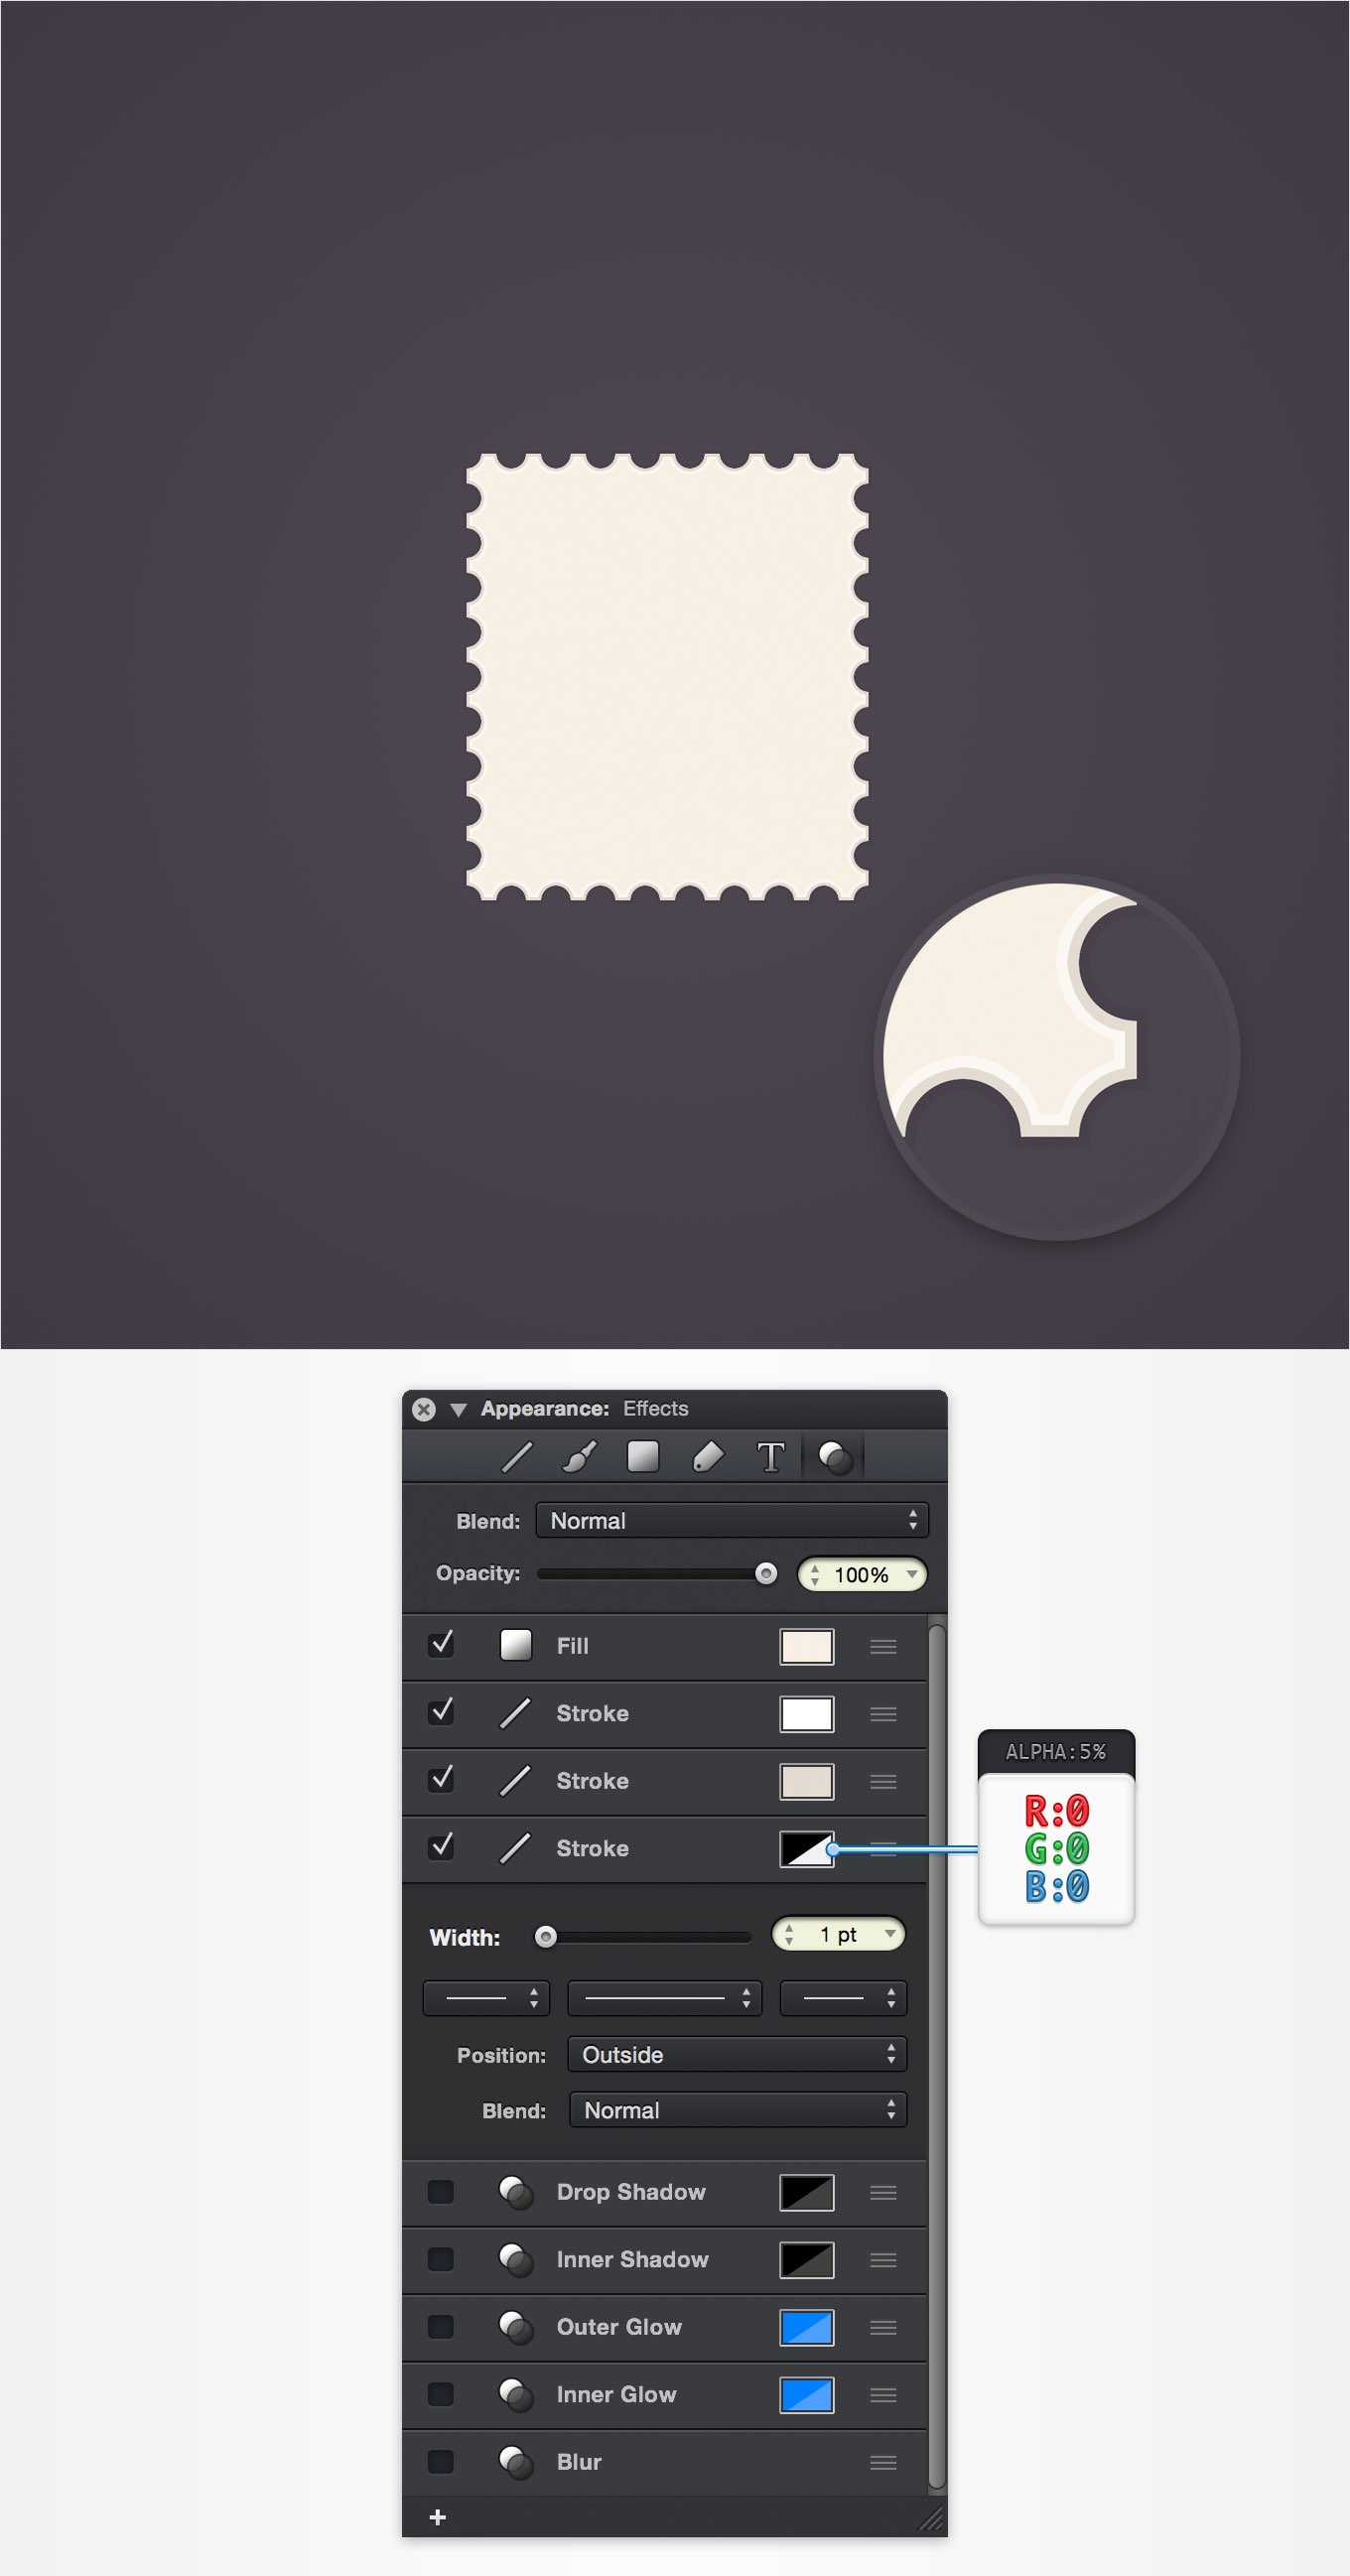 Appearance: Effects
T
Blend: Normal
Opacity: 100%
Fill
Stroke
Stroke
Stroke
ALPHA:5%
R:0
G:0
B:0
Width: 1 pt
Position: Outside
Blend: Normal
Drop Shadow
Inner Shadow
Outer Glow
Inner Glow
Blur
+